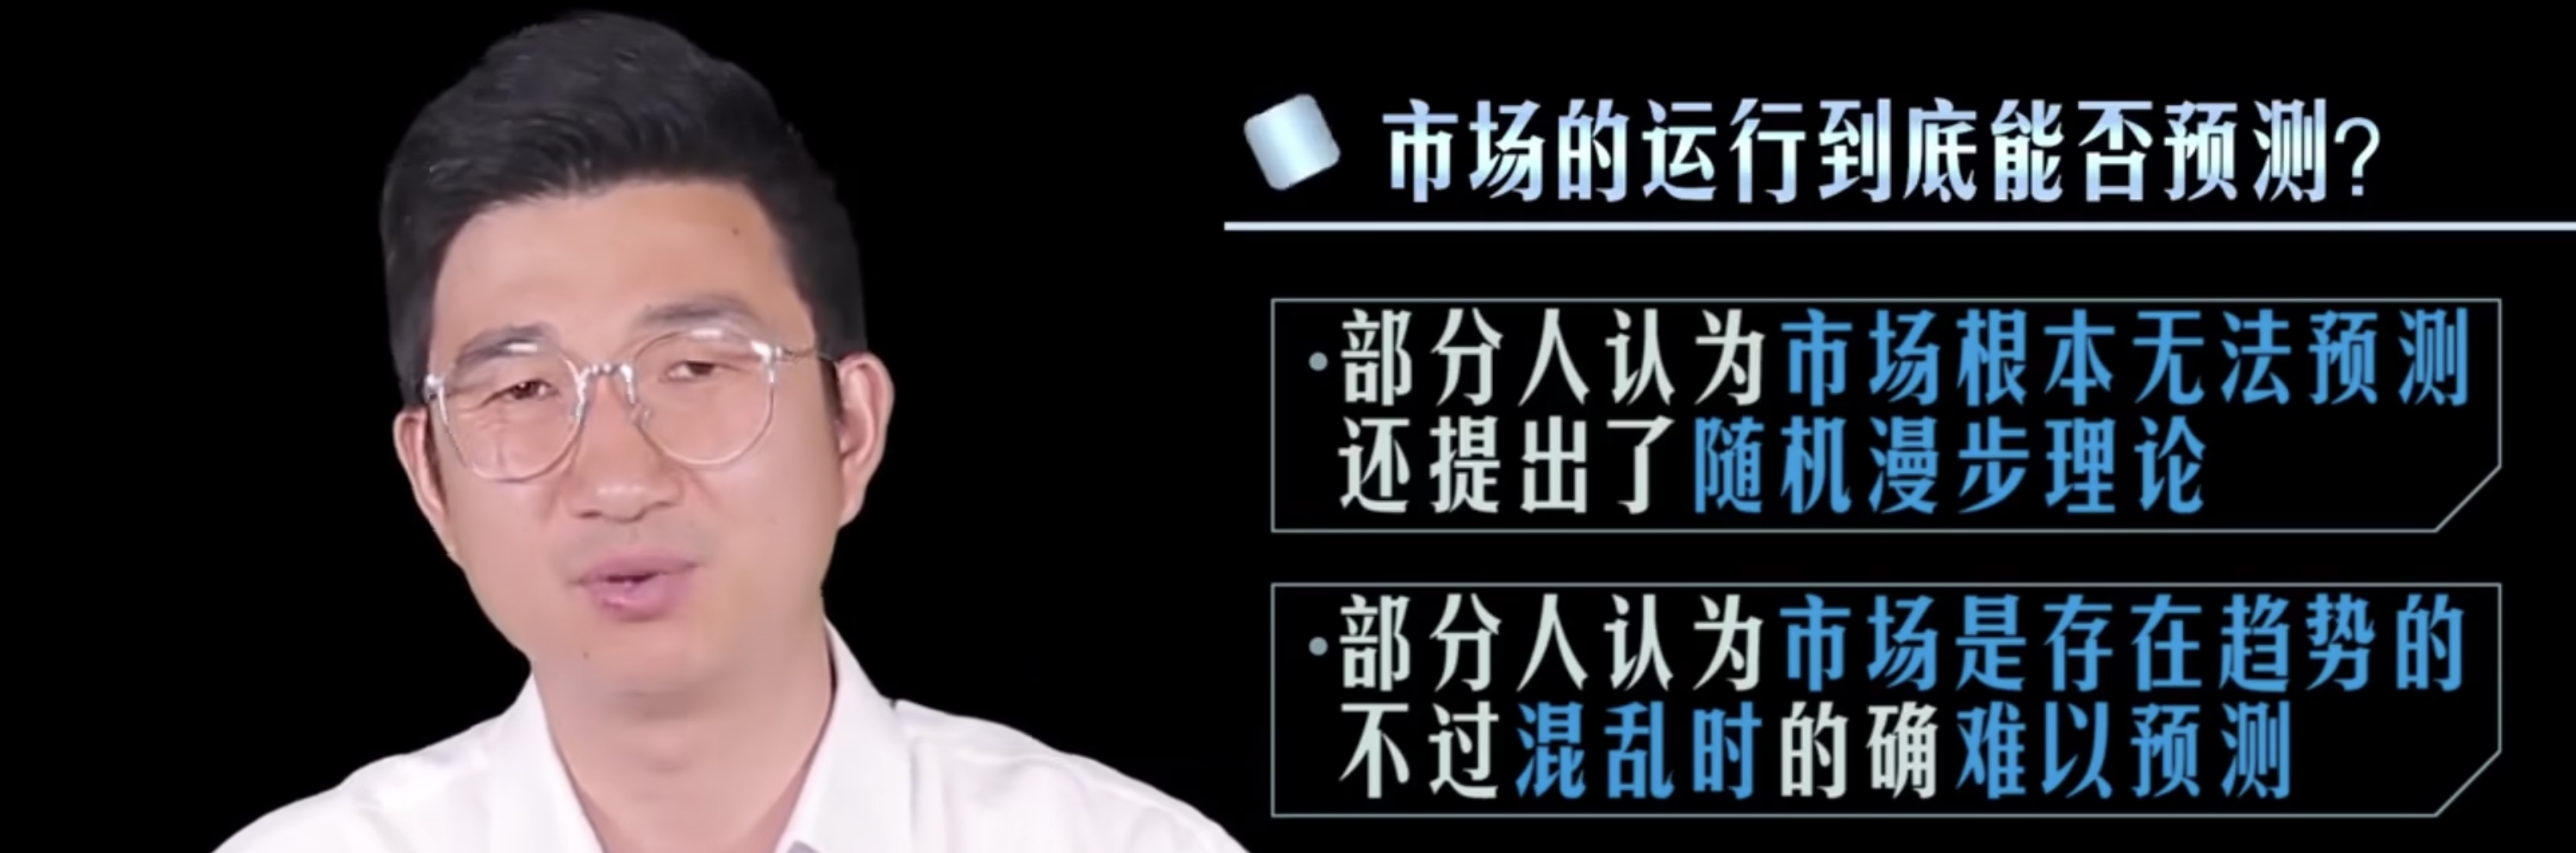 市场的运行到底能否预测?
•部分人认为市场根本无法预测
还提出了随机漫步理论
•部分人认为市场是存在趋势的
不过混乱时的确难以预测